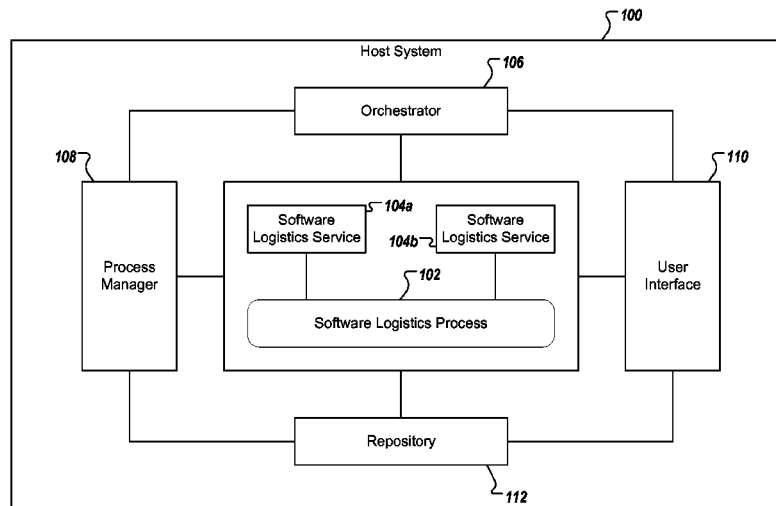 100
Host System
106
Orchestrator
108
110
104a
Software
Logistics Service
104b
Software
Logistics Service
Process
Manager
User
Interface
102
Software Logistics Process
Repository
112